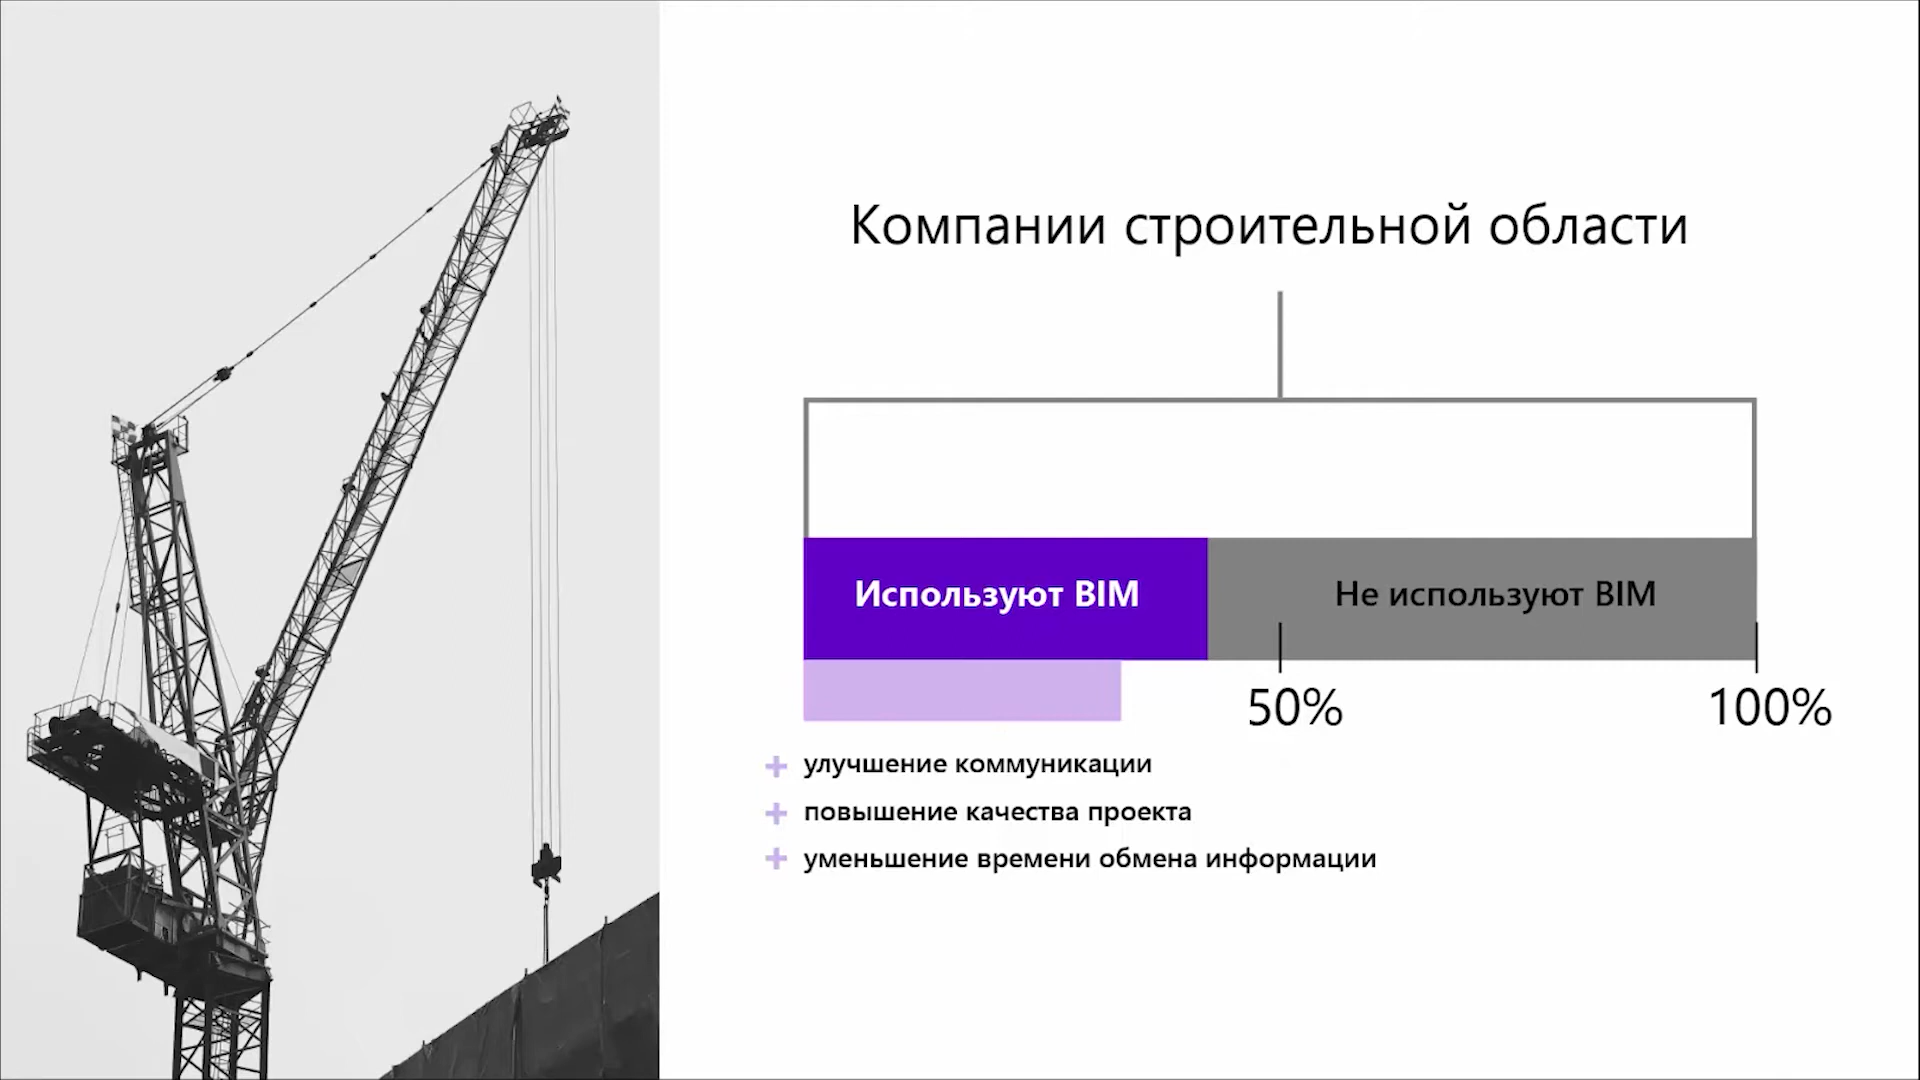 Компании строительной области
Используют BIM
Не используют BIM
50%
100%
улучшение коммуникации
повышение качества проекта
уменьшение времени обмена информации